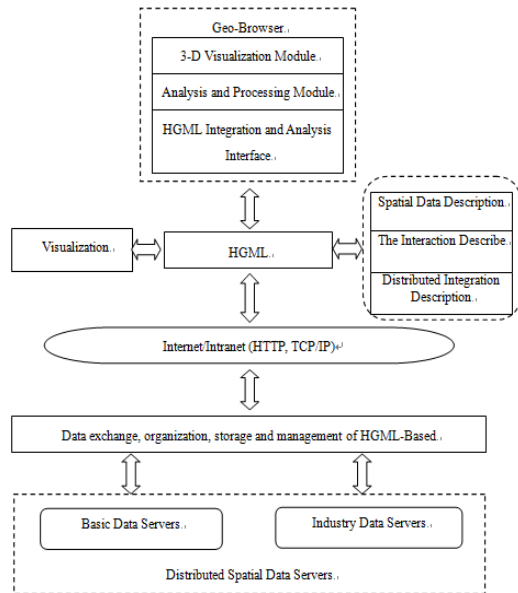 Geo-Browser
3-D Visualization Module.
Analysis and Processing Module.
HGML Integration and Analysis
Interface.
Spatial Data Description.
Visualization.
HGML.
The Interaction Describe.
Distributed Integration
Description.
Internet/Intranet (HTTP, TCP/IP)↵
Data exchange, organization, storage and management of HGML-Based.
Basic Data Servers.
Industry Data Servers.
Distributed Spatial Data Servers.